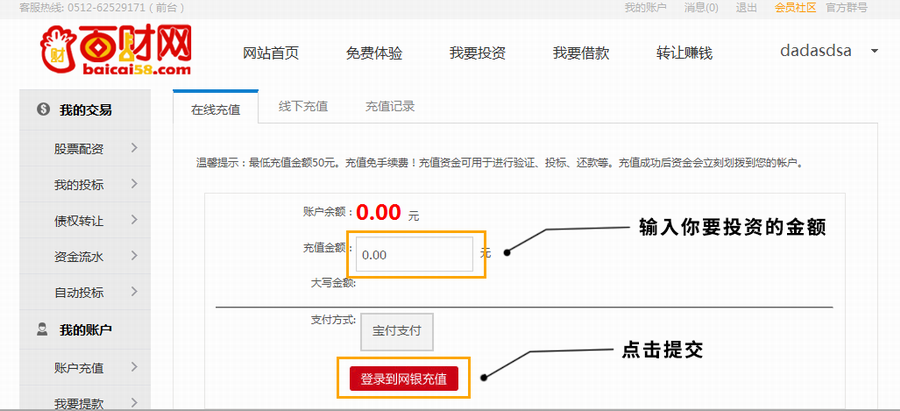 客服热线: 0512-62529171 ( 前台 )
我的账户 消息(0) 退出 会员社区 官方群号
百财网
baicai58.com
网站首页 免费体验 我要投资 我要借款 转让赚钱 dadasdsa
我的交易
股票配资
我的投标
债权转让
资金流水
自动投标
我的账户
账户充值
我要提款
在线充值 线下充值 充值记录
温馨提示：最低充值金额50元。充值免手续费！充值资金可用于进行验证、投标、还款等。充值成功后资金会立刻划拨到您的帐户。
账户余额： 0.00 元
充值金额： 0.00 元
输入你要投资的金额
大写金额:
支付方式: 宝付支付
点击提交
登录到网银充值